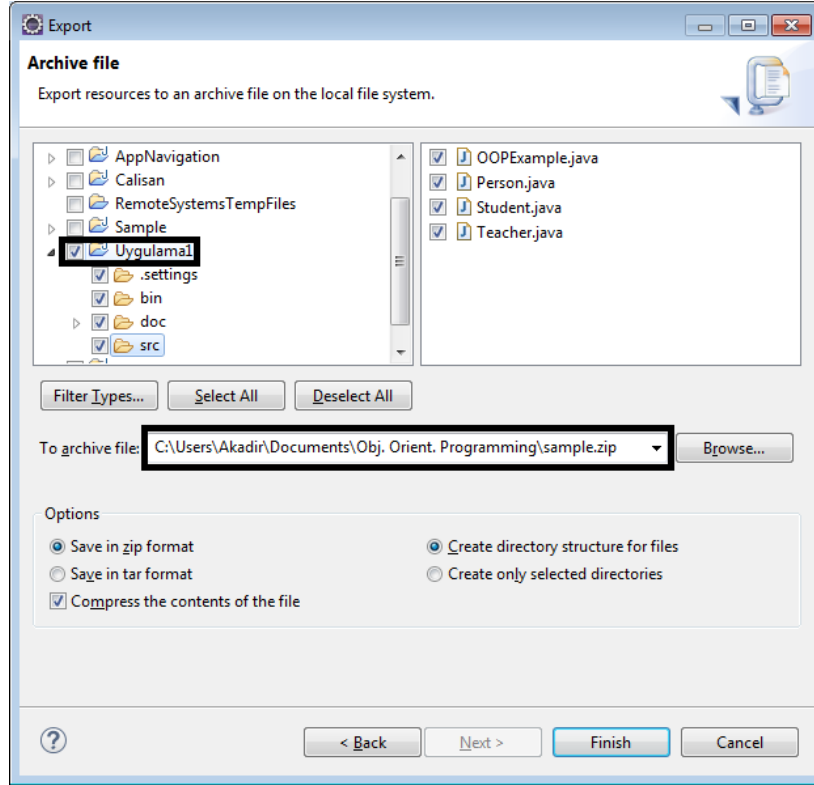 Export
Archive file
Export resources to an archive file on the local file system.
AppNavigation
Calisan
RemoteSystemsTempFiles
Sample
Uygulama1
.settings
bin
doc
src
OOPExample.java
Person.java
Student.java
Teacher.java
Filter Types...
Select All
Deselect All
To archive file:
C:\Users\Akadir\Documents\Obj. Orient. Programming\sample.zip
Browse...
Options
Save in zip format
Create directory structure for files
Save in tar format
Create only selected directories
Compress the contents of the file
< Back
Next >
Finish
Cancel